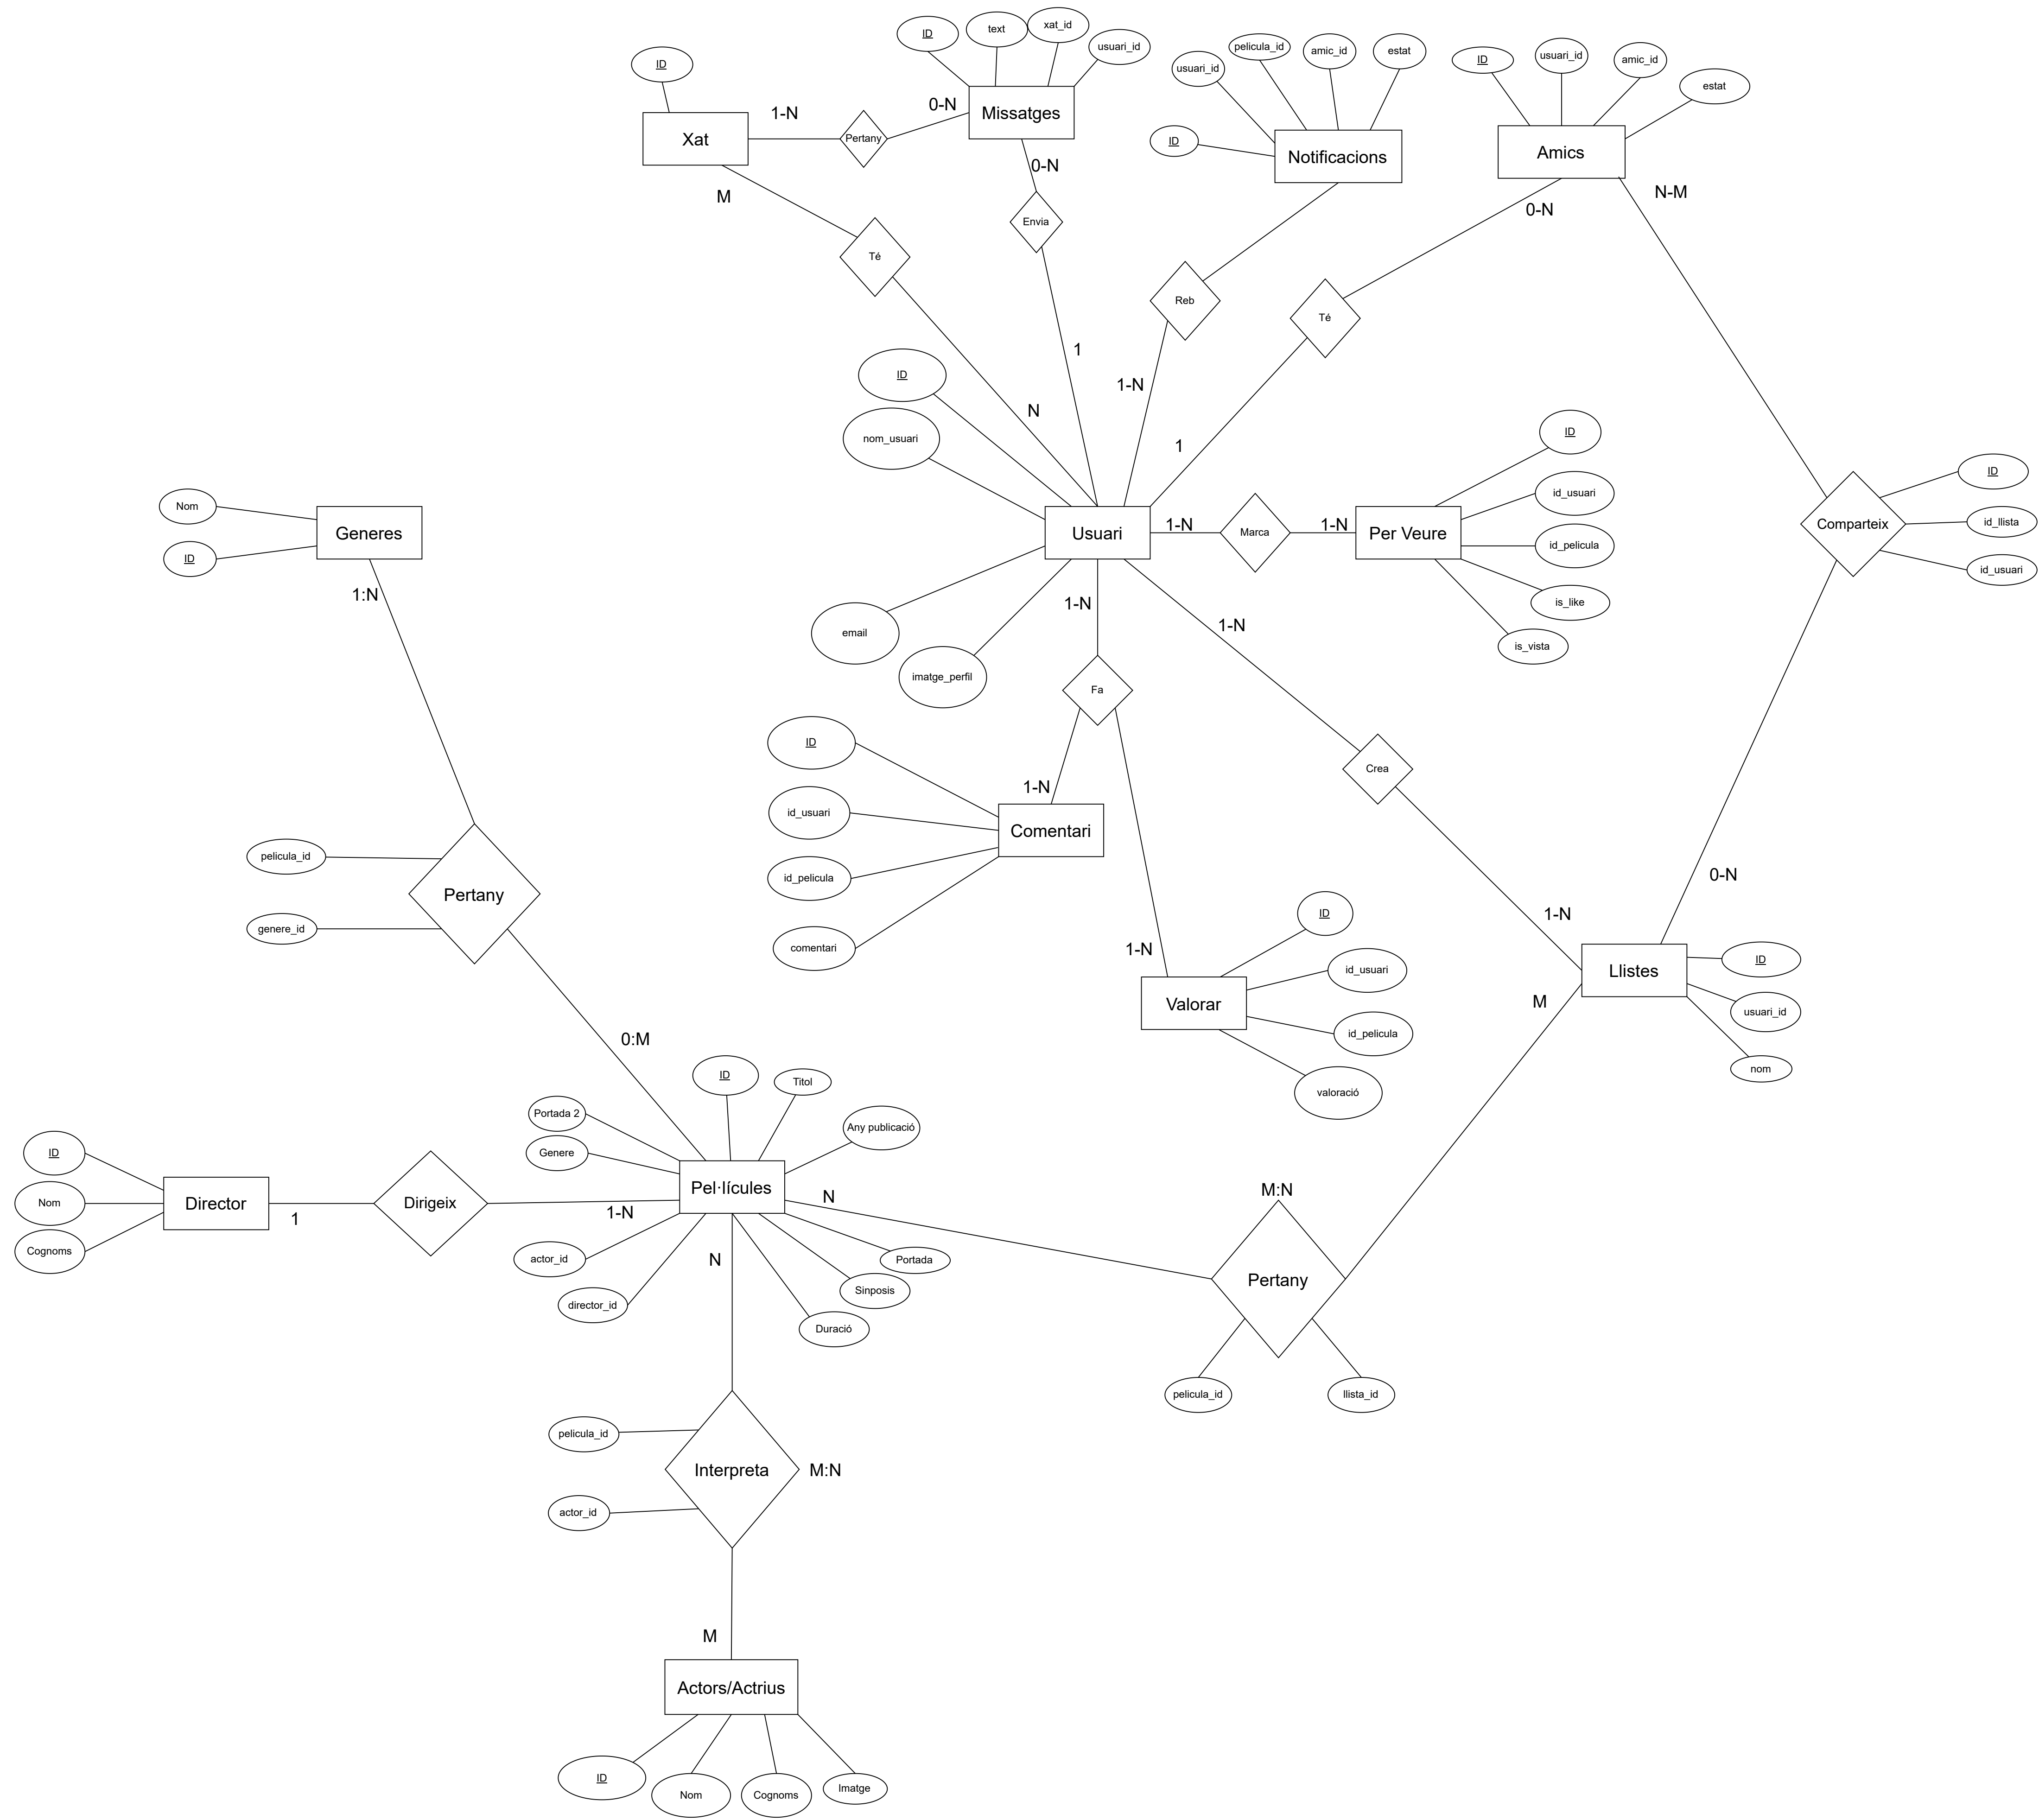 ID
text
xat_id
usuari_id
ID
Xat
1-N
Pertany
0-N
Missatges
0-N
Envia
1
M
Té
N
usuari_id
pelicula_id
amic_id
estat
ID
Notificacions
Reb
1-N
ID
usuari_id
amic_id
estat
Amics
0-N
Té
1
N-M
Comparteix
ID
id_llista
id_usuari
0-N
ID
nom_usuari
Usuari
email
imatge_perfil
1-N
Marca
1-N
Per Veure
ID
id_usuari
id_pelicula
is_like
is_vista
Nom
ID
Generes
1:N
pelicula_id
genere_id
Pertany
0:M
1-N
Fa
1-N
ID
id_usuari
id_pelicula
comentari
Comentari
1-N
Valorar
ID
id_usuari
id_pelicula
valoració
1-N
Crea
1-N
Llistes
ID
usuari_id
nom
M
ID
Nom
Cognoms
Director
1
Dirigeix
1-N
Portada 2
Genere
ID
Titol
Any publicació
Pel·lícules
actor_id
director_id
Duració
Sinposis
Portada
N
M:N
Pertany
pelicula_id
llista_id
N
pelicula_id
actor_id
Interpreta
M:N
M
Actors/Actrius
ID
Nom
Cognoms
Imatge